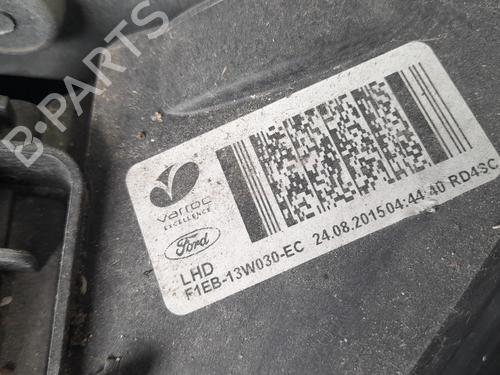 B-PARTS
varroc
EXCELLENCE
Ford
LHD
F1EB-13W030-EC 24.08.2015 04:44:40 RD4SC